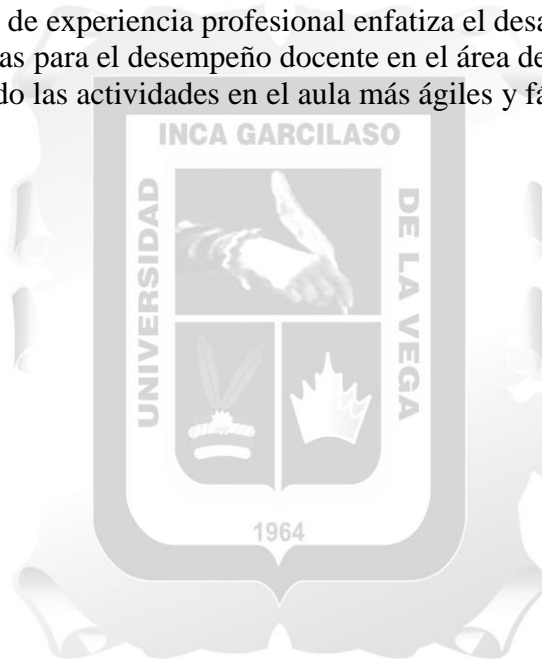 de experiencia profesional enfatiza el desa
as para el desempeño docente en el área de
do las actividades en el aula más ágiles y fá
INCA GARCILASO
UNIVERSIDAD
DE LA VEGA
1964